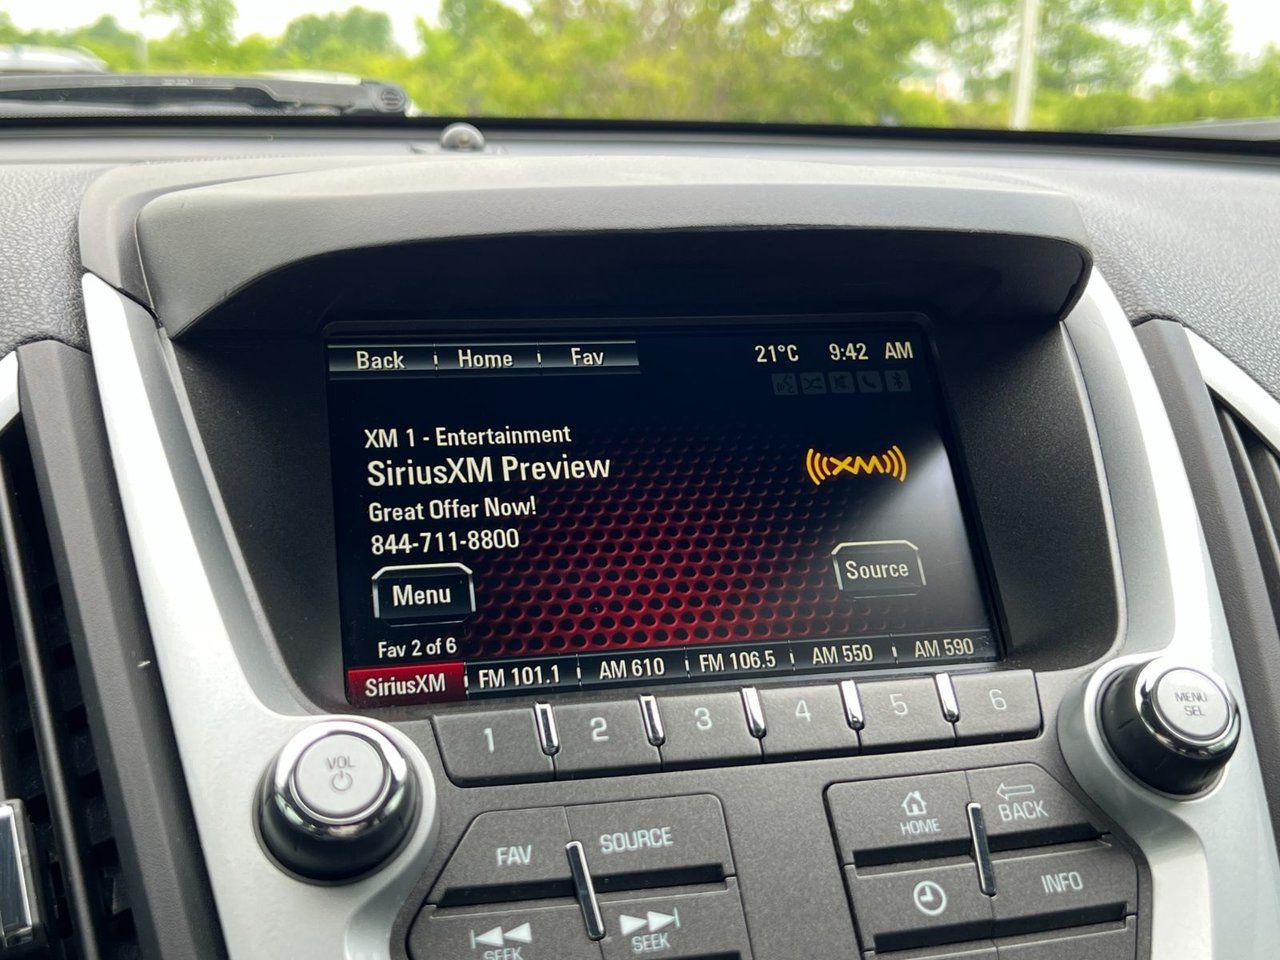 Back Home Fav
21°C 9:42 AM
XM 1 - Entertainment
SiriusXM Preview
Great Offer Now!
844-711-8800
XM
Menu
Source
Fav 2 of 6
SiriusXM FM 101.1 AM 610 FM 106.5 AM 550 AM 590
1 2 3 4 5 6
VOL
MENU
SEL
FAV SOURCE
HOME BACK
INFO
SEEK SEEK